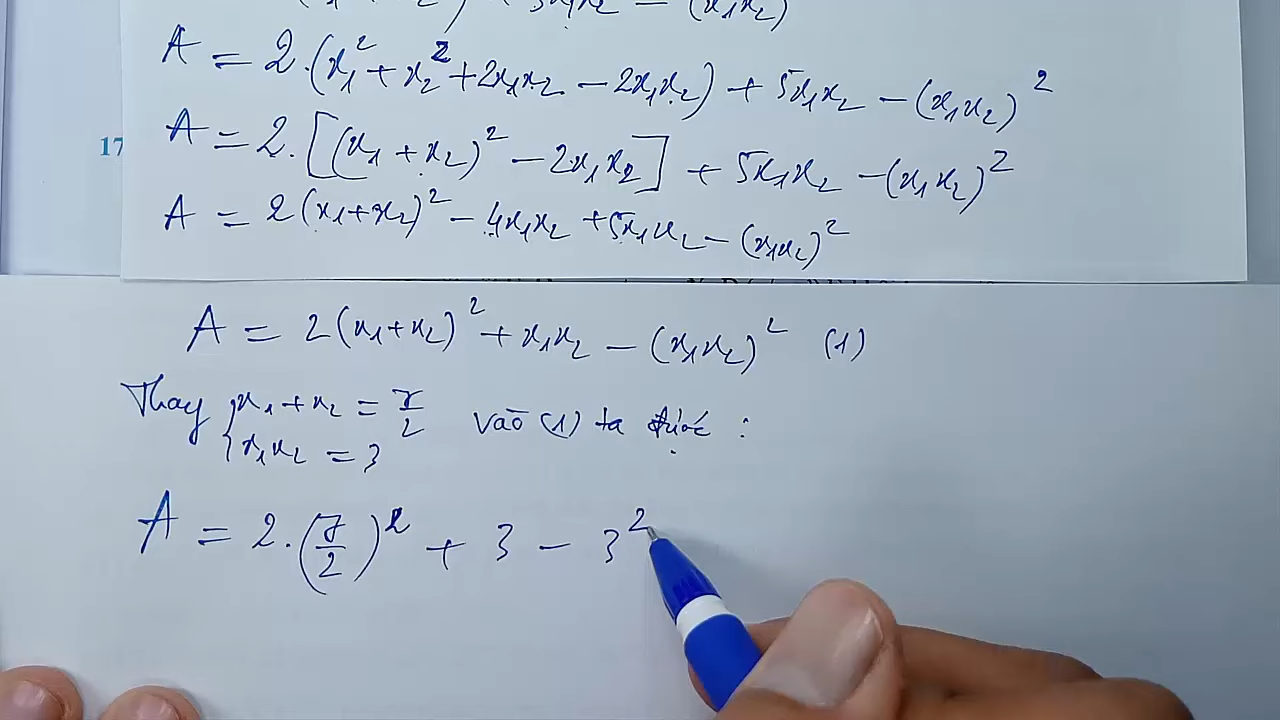 A = 2.(x₁² + x₂² + 2x₁x₂ - 2x₁x₂) + 5x₁x₂ - (x₁x₂)²
17
A = 2.[(x₁ + x₂)² - 2x₁x₂] + 5x₁x₂ - (x₁x₂)²
A = 2(x₁+x₂)² - 4x₁x₂ + 5x₁x₂ - (x₁x₂)²
A = 2(x₁+x₂)² + x₁x₂ - (x₁x₂)² (1)
Thay { x₁ + x₂ = 7/2 vào (1) ta được :
x₁x₂ = 3
A = 2.(7/2)² + 3 - 3²